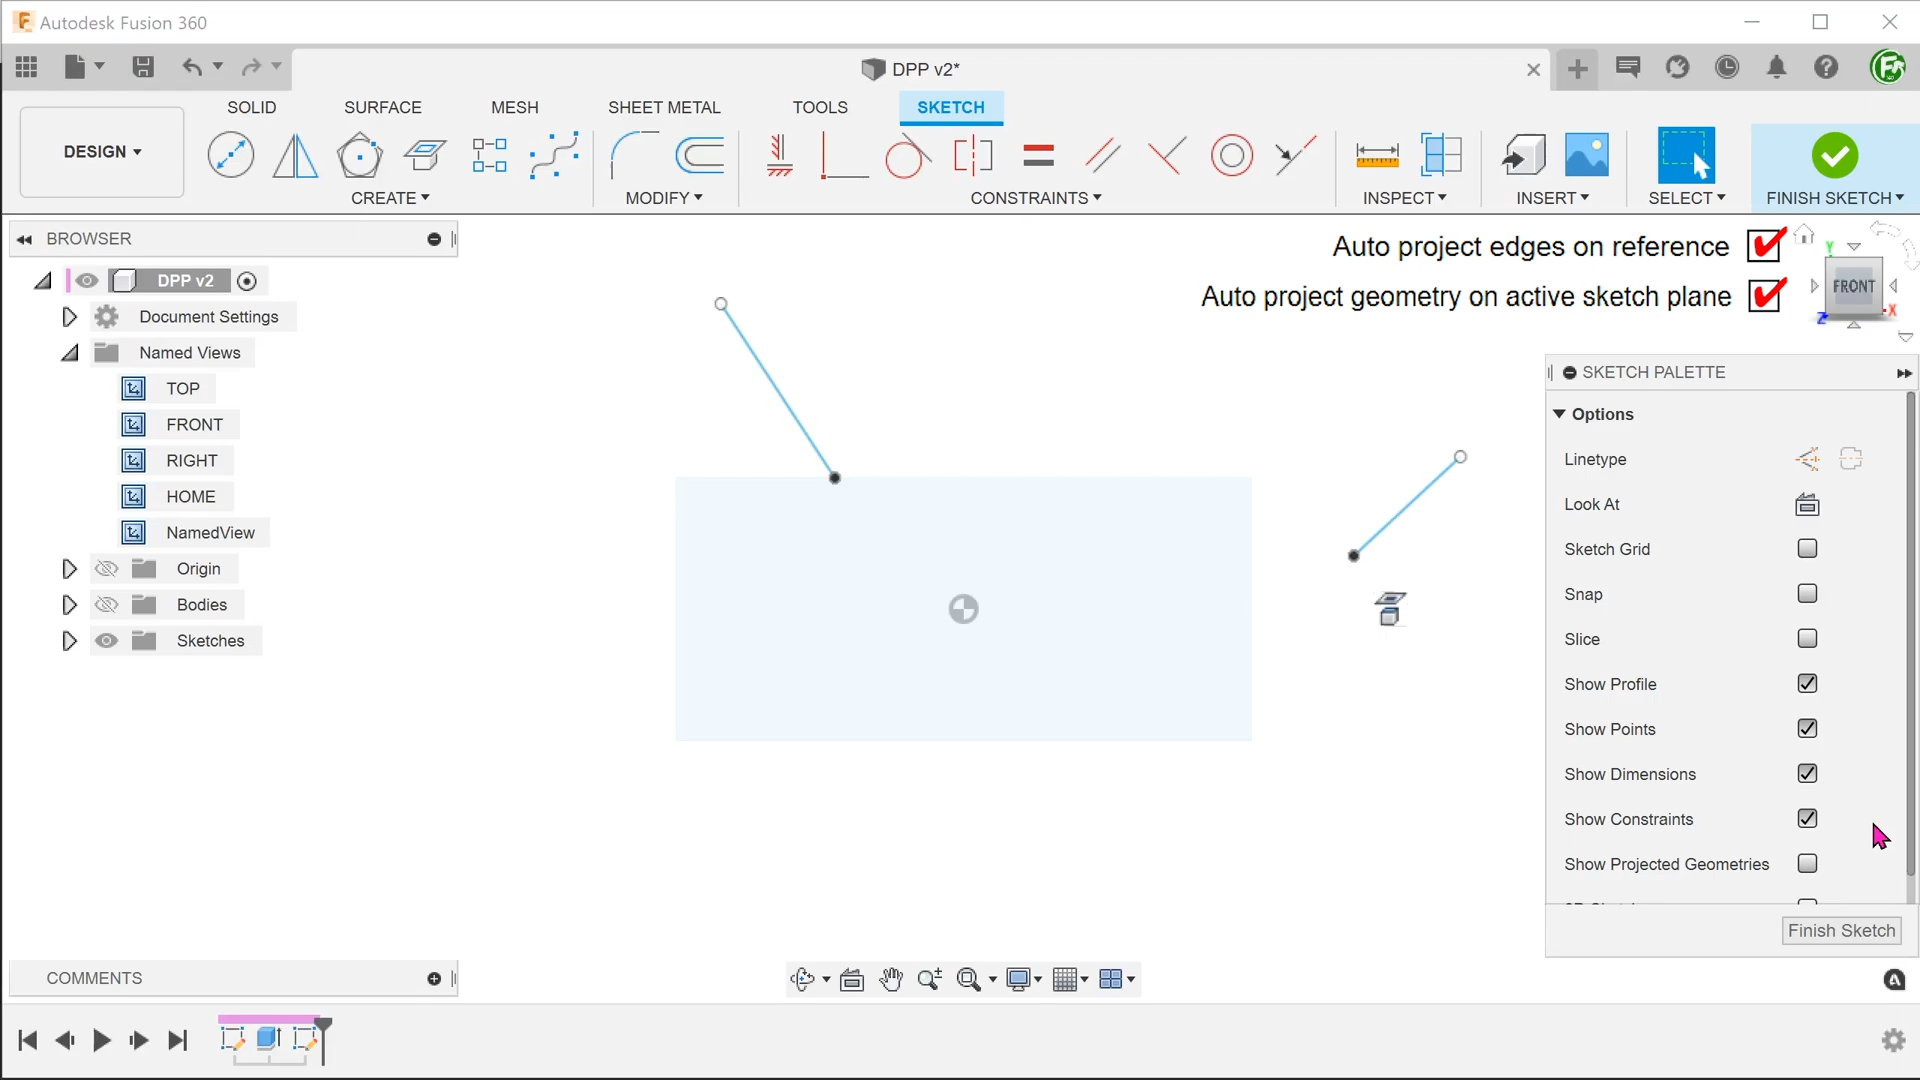 Autodesk Fusion 360
DPP v2*
SOLID
SURFACE
MESH
SHEET METAL
TOOLS
SKETCH
DESIGN
CREATE
MODIFY
CONSTRAINTS
INSPECT
INSERT
SELECT
FINISH SKETCH
BROWSER
DPP v2
Document Settings
Named Views
TOP
FRONT
RIGHT
HOME
NamedView
Origin
Bodies
Sketches
Auto project edges on reference
Auto project geometry on active sketch plane
Y
FRONT
X
Z
SKETCH PALETTE
Options
Linetype
Look At
Sketch Grid
Snap
Slice
Show Profile
Show Points
Show Dimensions
Show Constraints
Show Projected Geometries
Finish Sketch
COMMENTS